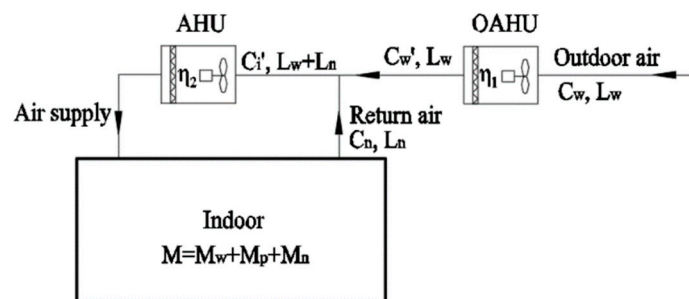 AHU
OAHU
η₂
Cᵢ', Lw+Ln
Cw', Lw
η₁
Outdoor air
Cw, Lw
Air supply
Return air
Cn, Ln
Indoor
M=Mw+Mp+Mn